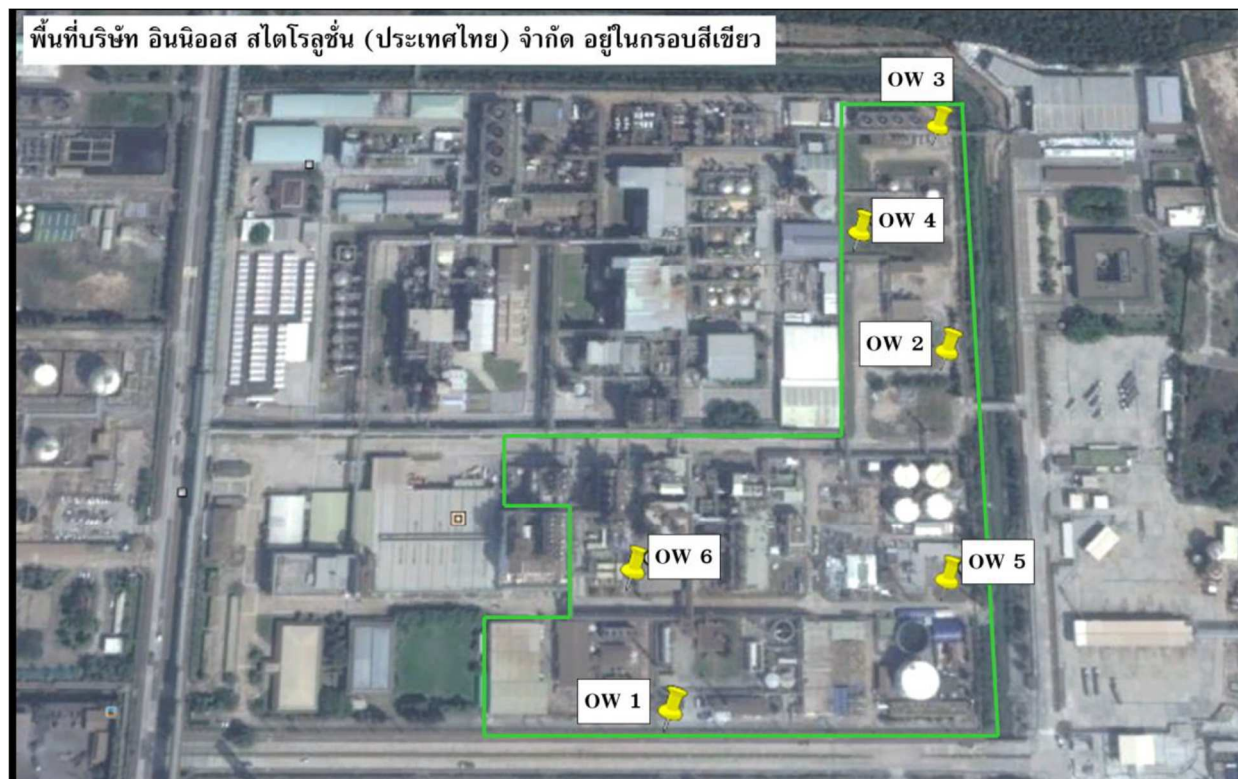 พื้นที่บริษัท อินนิออส สไตโรลูชั่น (ประเทศไทย) จำกัด อยู่ในกรอบสีเขียว
OW 3
OW 4
OW 2
OW 6
OW 5
OW 1